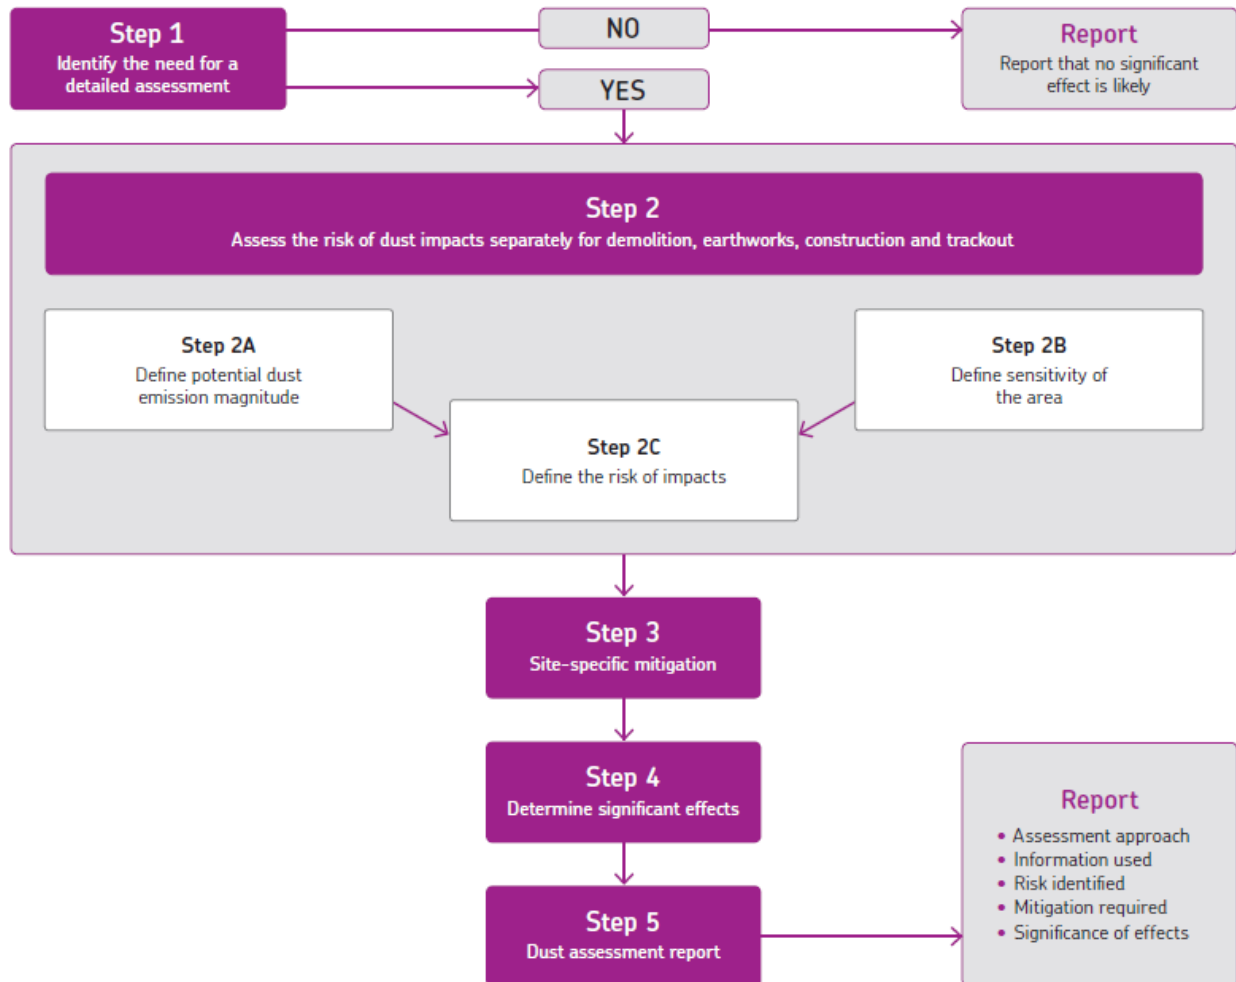 Step 1
Identify the need for a
detailed assessment
NO
YES
Report
Report that no significant
effect is likely
Step 2
Assess the risk of dust impacts separately for demolition, earthworks, construction and trackout
Step 2A
Define potential dust
emission magnitude
Step 2B
Define sensitivity of
the area
Step 2C
Define the risk of impacts
Step 3
Site-specific mitigation
Step 4
Determine significant effects
Step 5
Dust assessment report
Report
• Assessment approach
• Information used
• Risk identified
• Mitigation required
• Significance of effects